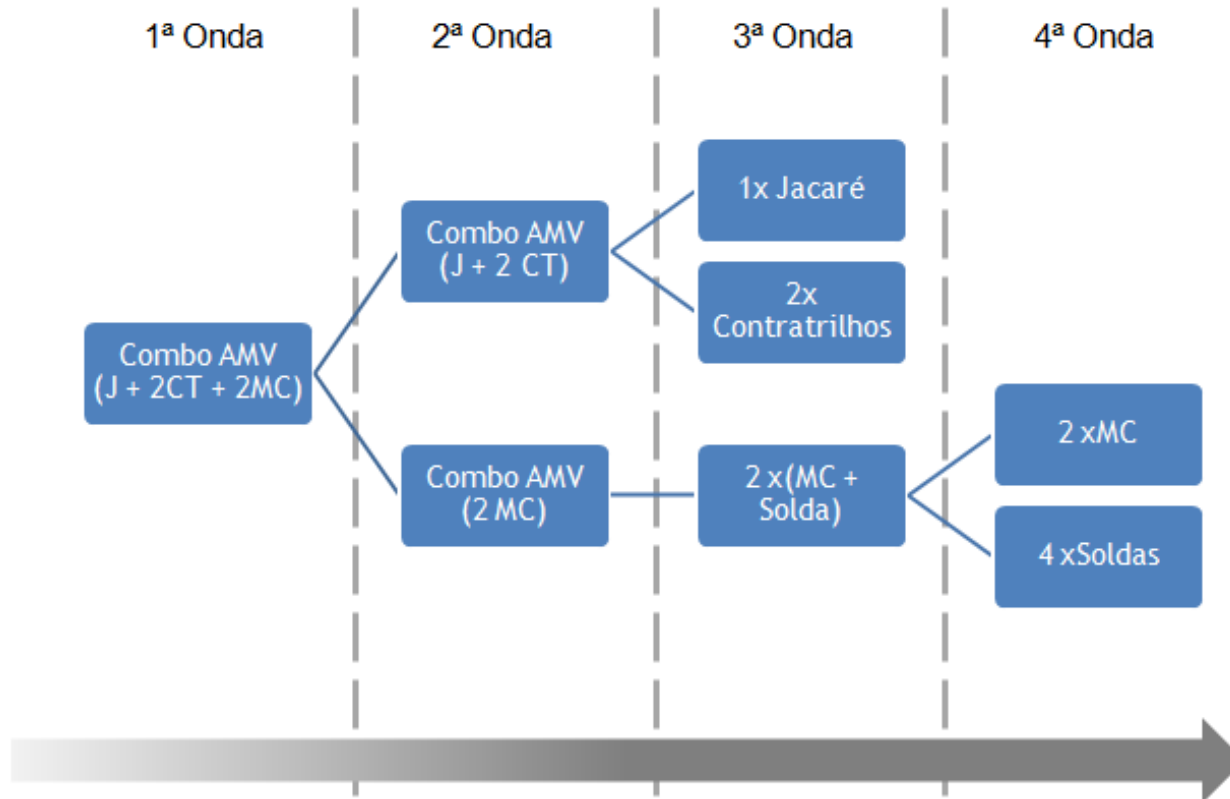 1ª Onda
2ª Onda
3ª Onda
4ª Onda
Combo AMV
(J + 2CT + 2MC)
Combo AMV
(J + 2 CT)
Combo AMV
(2 MC)
1x Jacaré
2x
Contratrilhos
2 x(MC +
Solda)
2 xMC
4 xSoldas